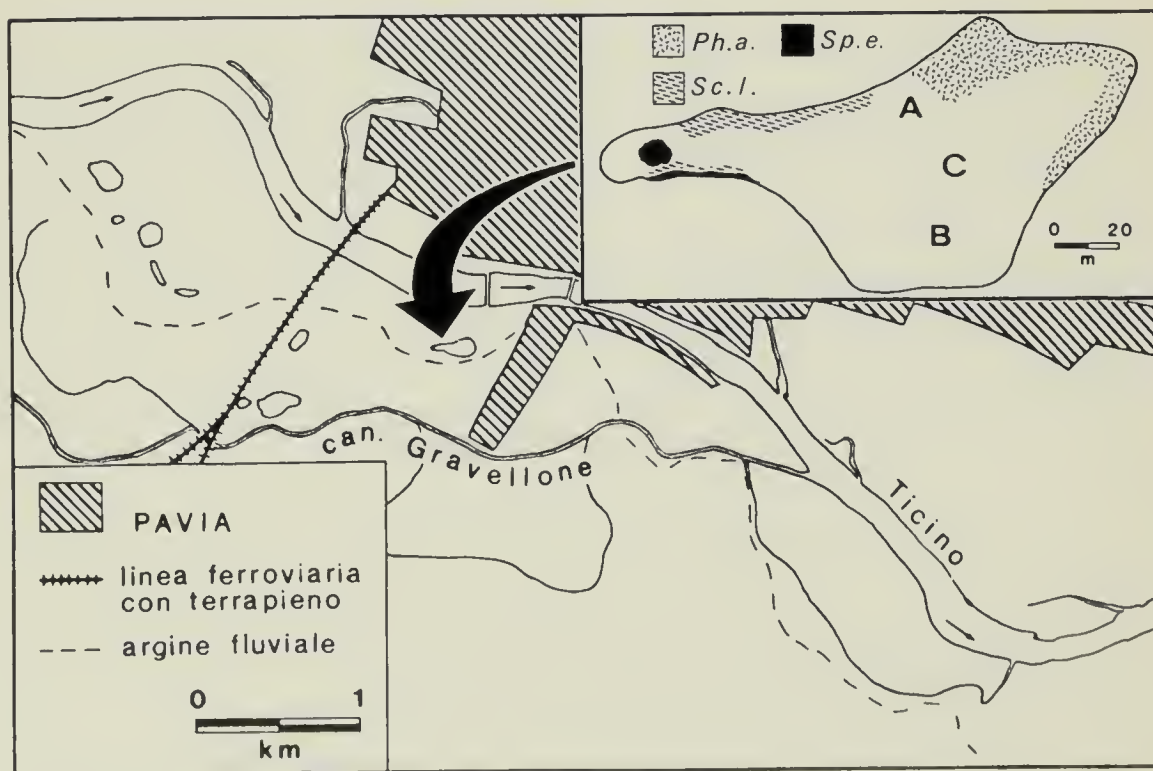 Ph.a. Sp.e.
Sc.l.
A
C
B
0 20
m
can. Gravellone
Ticino
PAVIA
linea ferroviaria
con terrapieno
argine fluviale
0 1
km